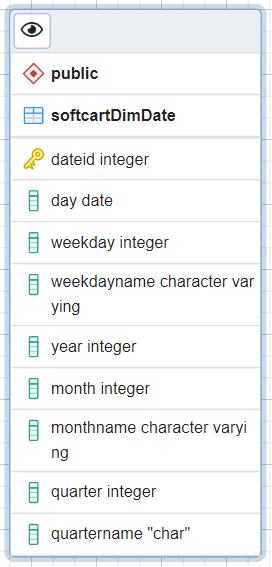 public
softcartDimDate
dateid integer
day date
weekday integer
weekdayname character var
ying
year integer
month integer
monthname character varyi
ng
quarter integer
quartername "char"